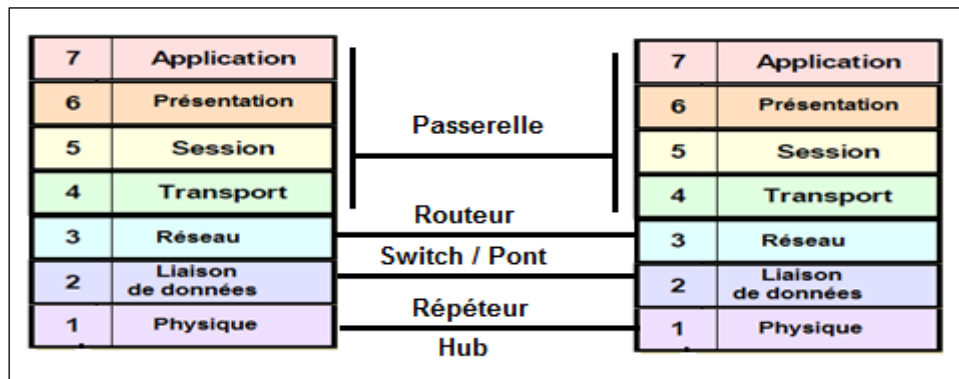 7 Application
6 Présentation
5 Session
4 Transport
3 Réseau
2 Liaison
de données
1 Physique
Passerelle
Routeur
Switch / Pont
Répéteur
Hub
7 Application
6 Présentation
5 Session
4 Transport
3 Réseau
2 Liaison
de données
1 Physique